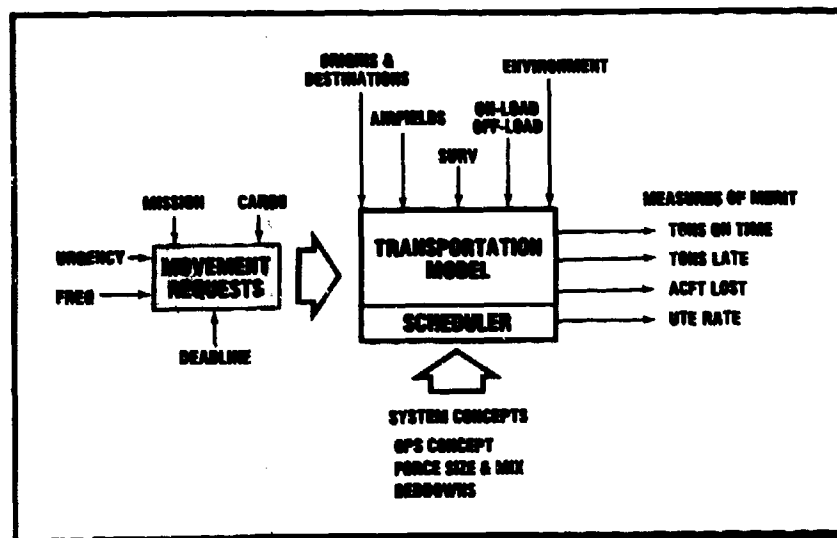 ORIGINS &
DESTINATIONS
ENVIRONMENT
AIRFIELDS
ON-LOAD
OFF-LOAD
SURV
MISSION
CARGO
MEASURES OF MERIT
URGENCY
MOVEMENT
REQUESTS
FREQ
DEADLINE
TRANSPORTATION
MODEL
SCHEDULER
TONS ON TIME
TONS LATE
ACFT LOST
UTE RATE
SYSTEM CONCEPTS
OPS CONCEPT
FORCE SIZE & MIX
BEDDOWNS